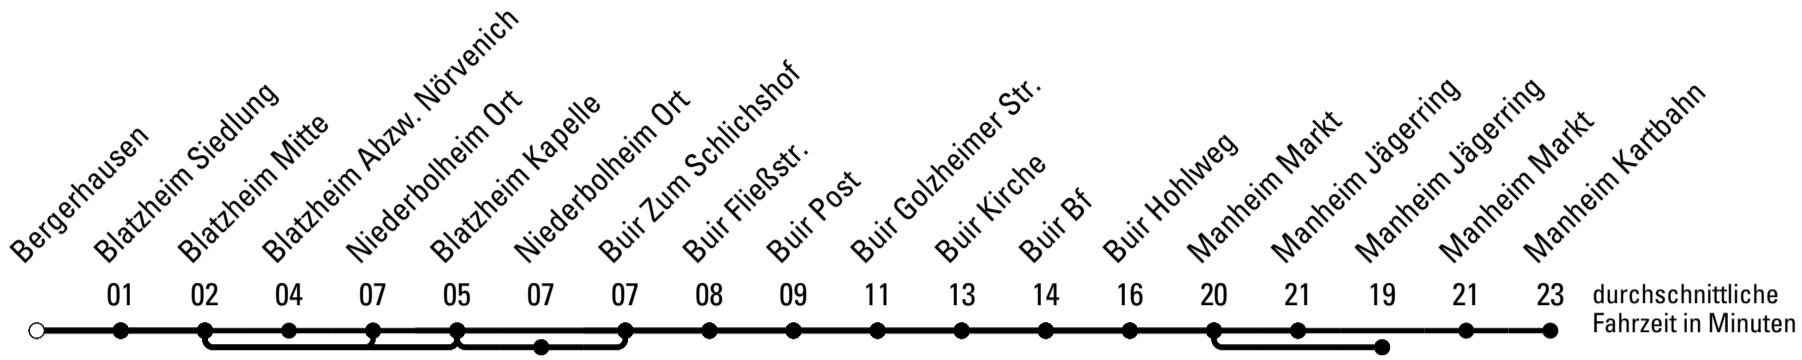 Bergerhausen
Blatzheim Siedlung
Blatzheim Mitte
Blatzheim Abzw. Nörvenich
Niederbolheim Ort
Blatzheim Kapelle
Niederbolheim Ort
Buir Zum Schlichshof
Buir Fließstr.
Buir Post
Buir Golzheimer Str.
Buir Kirche
Buir Bf
Buir Hohlweg
Manheim Markt
Manheim Jägerring
Manheim Jägerring
Manheim Markt
Manheim Kartbahn
01 02 04 07 05 07 07 08 09 11 13 14 16 20 21 19 21 23 durchschnittliche
Fahrzeit in Minuten